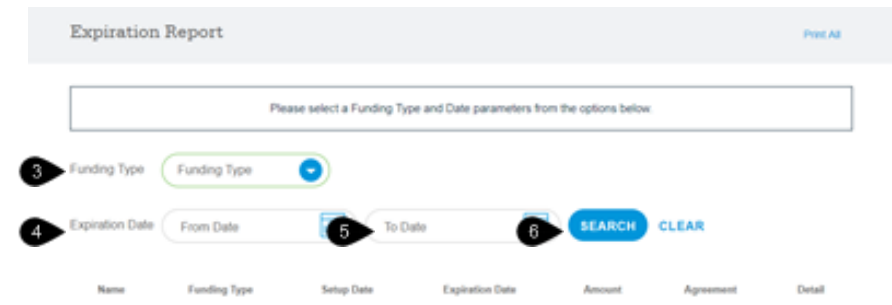 Expiration Report Print All
Please select a Funding Type and Date parameters from the options below.
3 Funding Type Funding Type
4 Expiration Date From Date 5 To Date 6 SEARCH CLEAR
Name Funding Type Setup Date Expiration Date Amount Agreement Detail